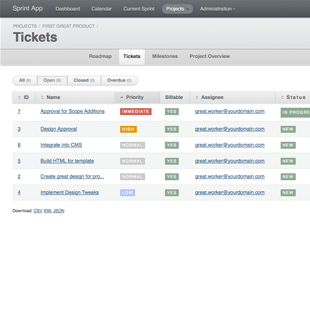 Sprint App Dashboard Calendar Current Sprint Projects Administration
PROJECTS / FIRST GREAT PRODUCT /
Tickets
Roadmap Tickets Milestones Project Overview
All (0) Open (0) Closed (0) Overdue (0)
ID Name Priority Billable Assignee Status
7 Approval for Scope Additions IMMEDIATE YES great.worker@yourdomain.com IN PROGRE
3 Design Approval HIGH YES great.worker@yourdomain.com NEW
6 Integrate into CMS NORMAL YES great.worker@yourdomain.com NEW
5 Build HTML for template NORMAL YES great.worker@yourdomain.com NEW
2 Create great design for pro... NORMAL YES great.worker@yourdomain.com NEW
4 Implement Design Tweaks LOW YES great.worker@yourdomain.com NEW
Download: CSV XML JSON